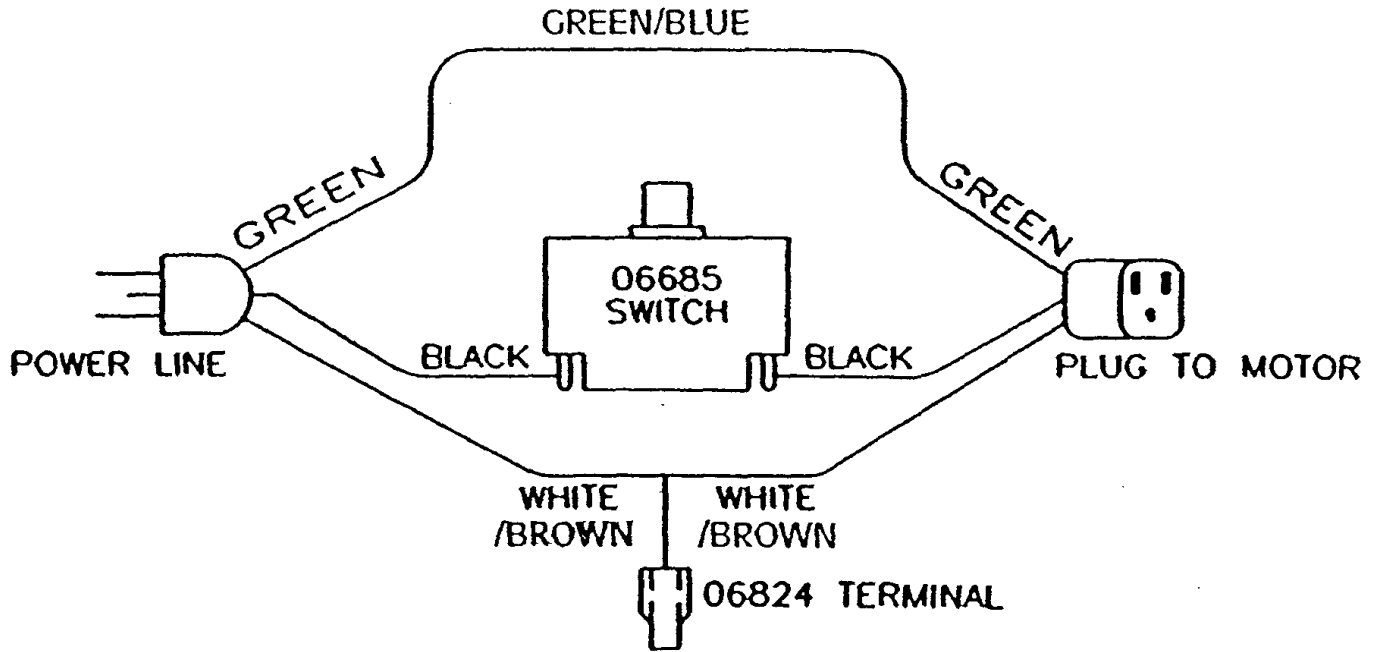 GREEN/BLUE
GREEN
GREEN
06685
SWITCH
POWER LINE
BLACK
BLACK
PLUG TO MOTOR
WHITE
/BROWN
WHITE
/BROWN
06824 TERMINAL